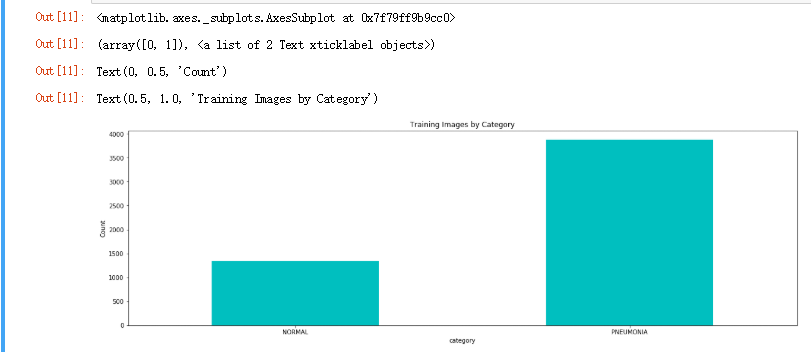 Out[11]: <matplotlib.axes._subplots.AxesSubplot at 0x7f79ff9b9cc0>
Out[11]: (array([0, 1]), <a list of 2 Text xticklabel objects>)
Out[11]: Text(0, 0.5, 'Count')
Out[11]: Text(0.5, 1.0, 'Training Images by Category')
Training Images by Category
4000
3500
3000
2500
2000
1500
1000
500
0
Count
NORMAL PNEUMONIA
category